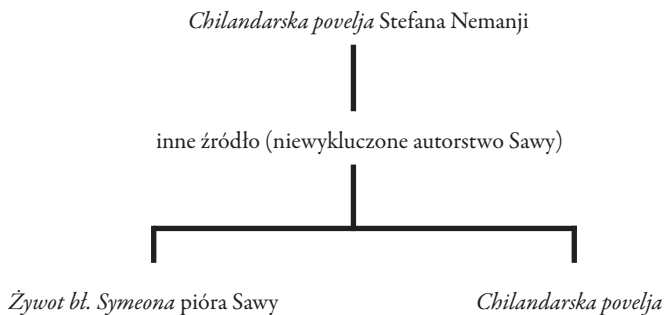 Chilandarska povelja Stefana Nemanji
inne źródło (niewykluczone autorstwo Sawy)
Żywot bł. Symeona pióra Sawy
Chilandarska povelja